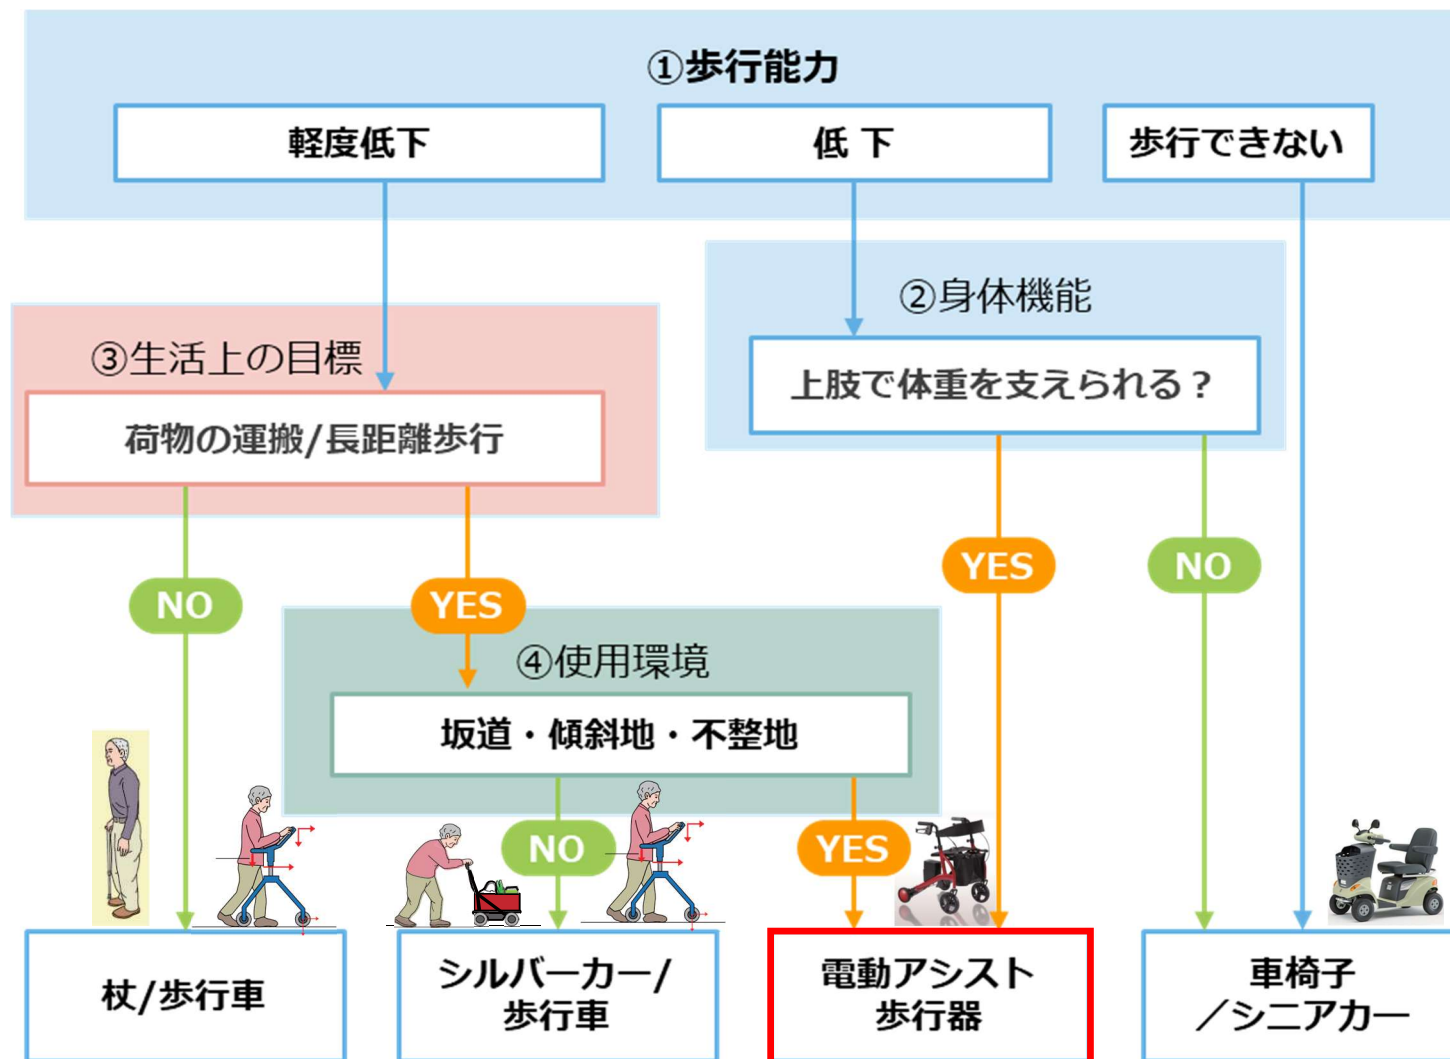 ①歩行能力
軽度低下
低 下
歩行できない
②身体機能
上肢で体重を支えられる？
③生活上の目標
荷物の運搬/長距離歩行
NO
YES
YES
NO
④使用環境
坂道・傾斜地・不整地
NO
YES
杖/歩行車
シルバーカー/
歩行車
電動アシスト
歩行器
車椅子
／シニアカー